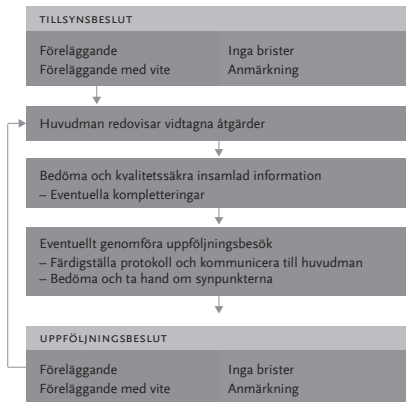 TILLSYNSBESLUT
Föreläggande Inga brister
Föreläggande med vite Anmärkning
Huvudman redovisar vidtagna åtgärder
Bedöma och kvalitetssäkra insamlad information
– Eventuella kompletteringar
Eventuellt genomföra uppföljningsbesök
– Färdigställa protokoll och kommunicera till huvudman
– Bedöma och ta hand om synpunkterna
UPPFÖLJNINGSBESLUT
Föreläggande Inga brister
Föreläggande med vite Anmärkning